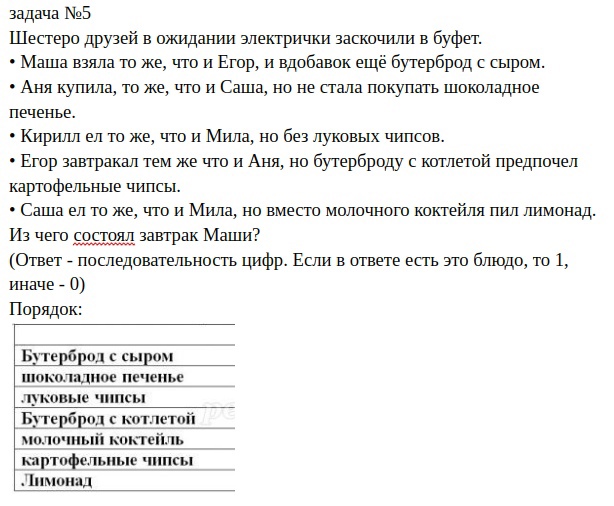 задача №5
Шестеро друзей в ожидании электрички заскочили в буфет.
• Маша взяла то же, что и Егор, и вдобавок ещё бутерброд с сыром.
• Аня купила, то же, что и Саша, но не стала покупать шоколадное
печенье.
• Кирилл ел то же, что и Мила, но без луковых чипсов.
• Егор завтракал тем же что и Аня, но бутерброду с котлетой предпочел
картофельные чипсы.
• Саша ел то же, что и Мила, но вместо молочного коктейля пил лимонад.
Из чего состоял завтрак Маши?
(Ответ - последовательность цифр. Если в ответе есть это блюдо, то 1,
иначе - 0)
Порядок:
Бутерброд с сыром
шоколадное печенье
луковые чипсы
Бутерброд с котлетой
молочный коктейль
картофельные чипсы
Лимонад